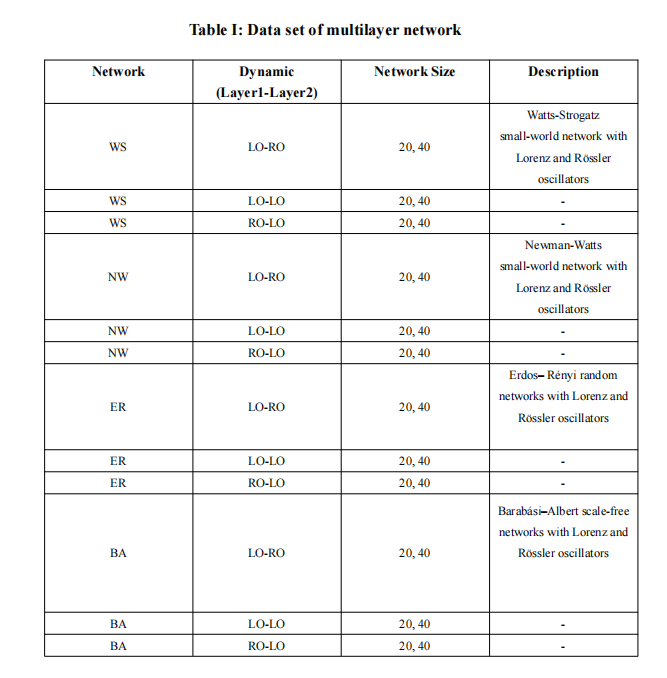 Table I: Data set of multilayer network
Network
Dynamic
(Layer1-Layer2)
Network Size
Description
WS
LO-RO
20, 40
Watts-Strogatz
small-world network with
Lorenz and Rössler
oscillators
WS
LO-LO
20, 40
-
WS
RO-LO
20, 40
-
NW
LO-RO
20, 40
Newman-Watts
small-world network with
Lorenz and Rössler
oscillators
NW
LO-LO
20, 40
-
NW
RO-LO
20, 40
-
ER
LO-RO
20, 40
Erdos–Rényi random
networks with Lorenz and
Rössler oscillators
ER
LO-LO
20, 40
-
ER
RO-LO
20, 40
-
BA
LO-RO
20, 40
Barabási–Albert scale-free
networks with Lorenz and
Rössler oscillators
BA
LO-LO
20, 40
-
BA
RO-LO
20, 40
-